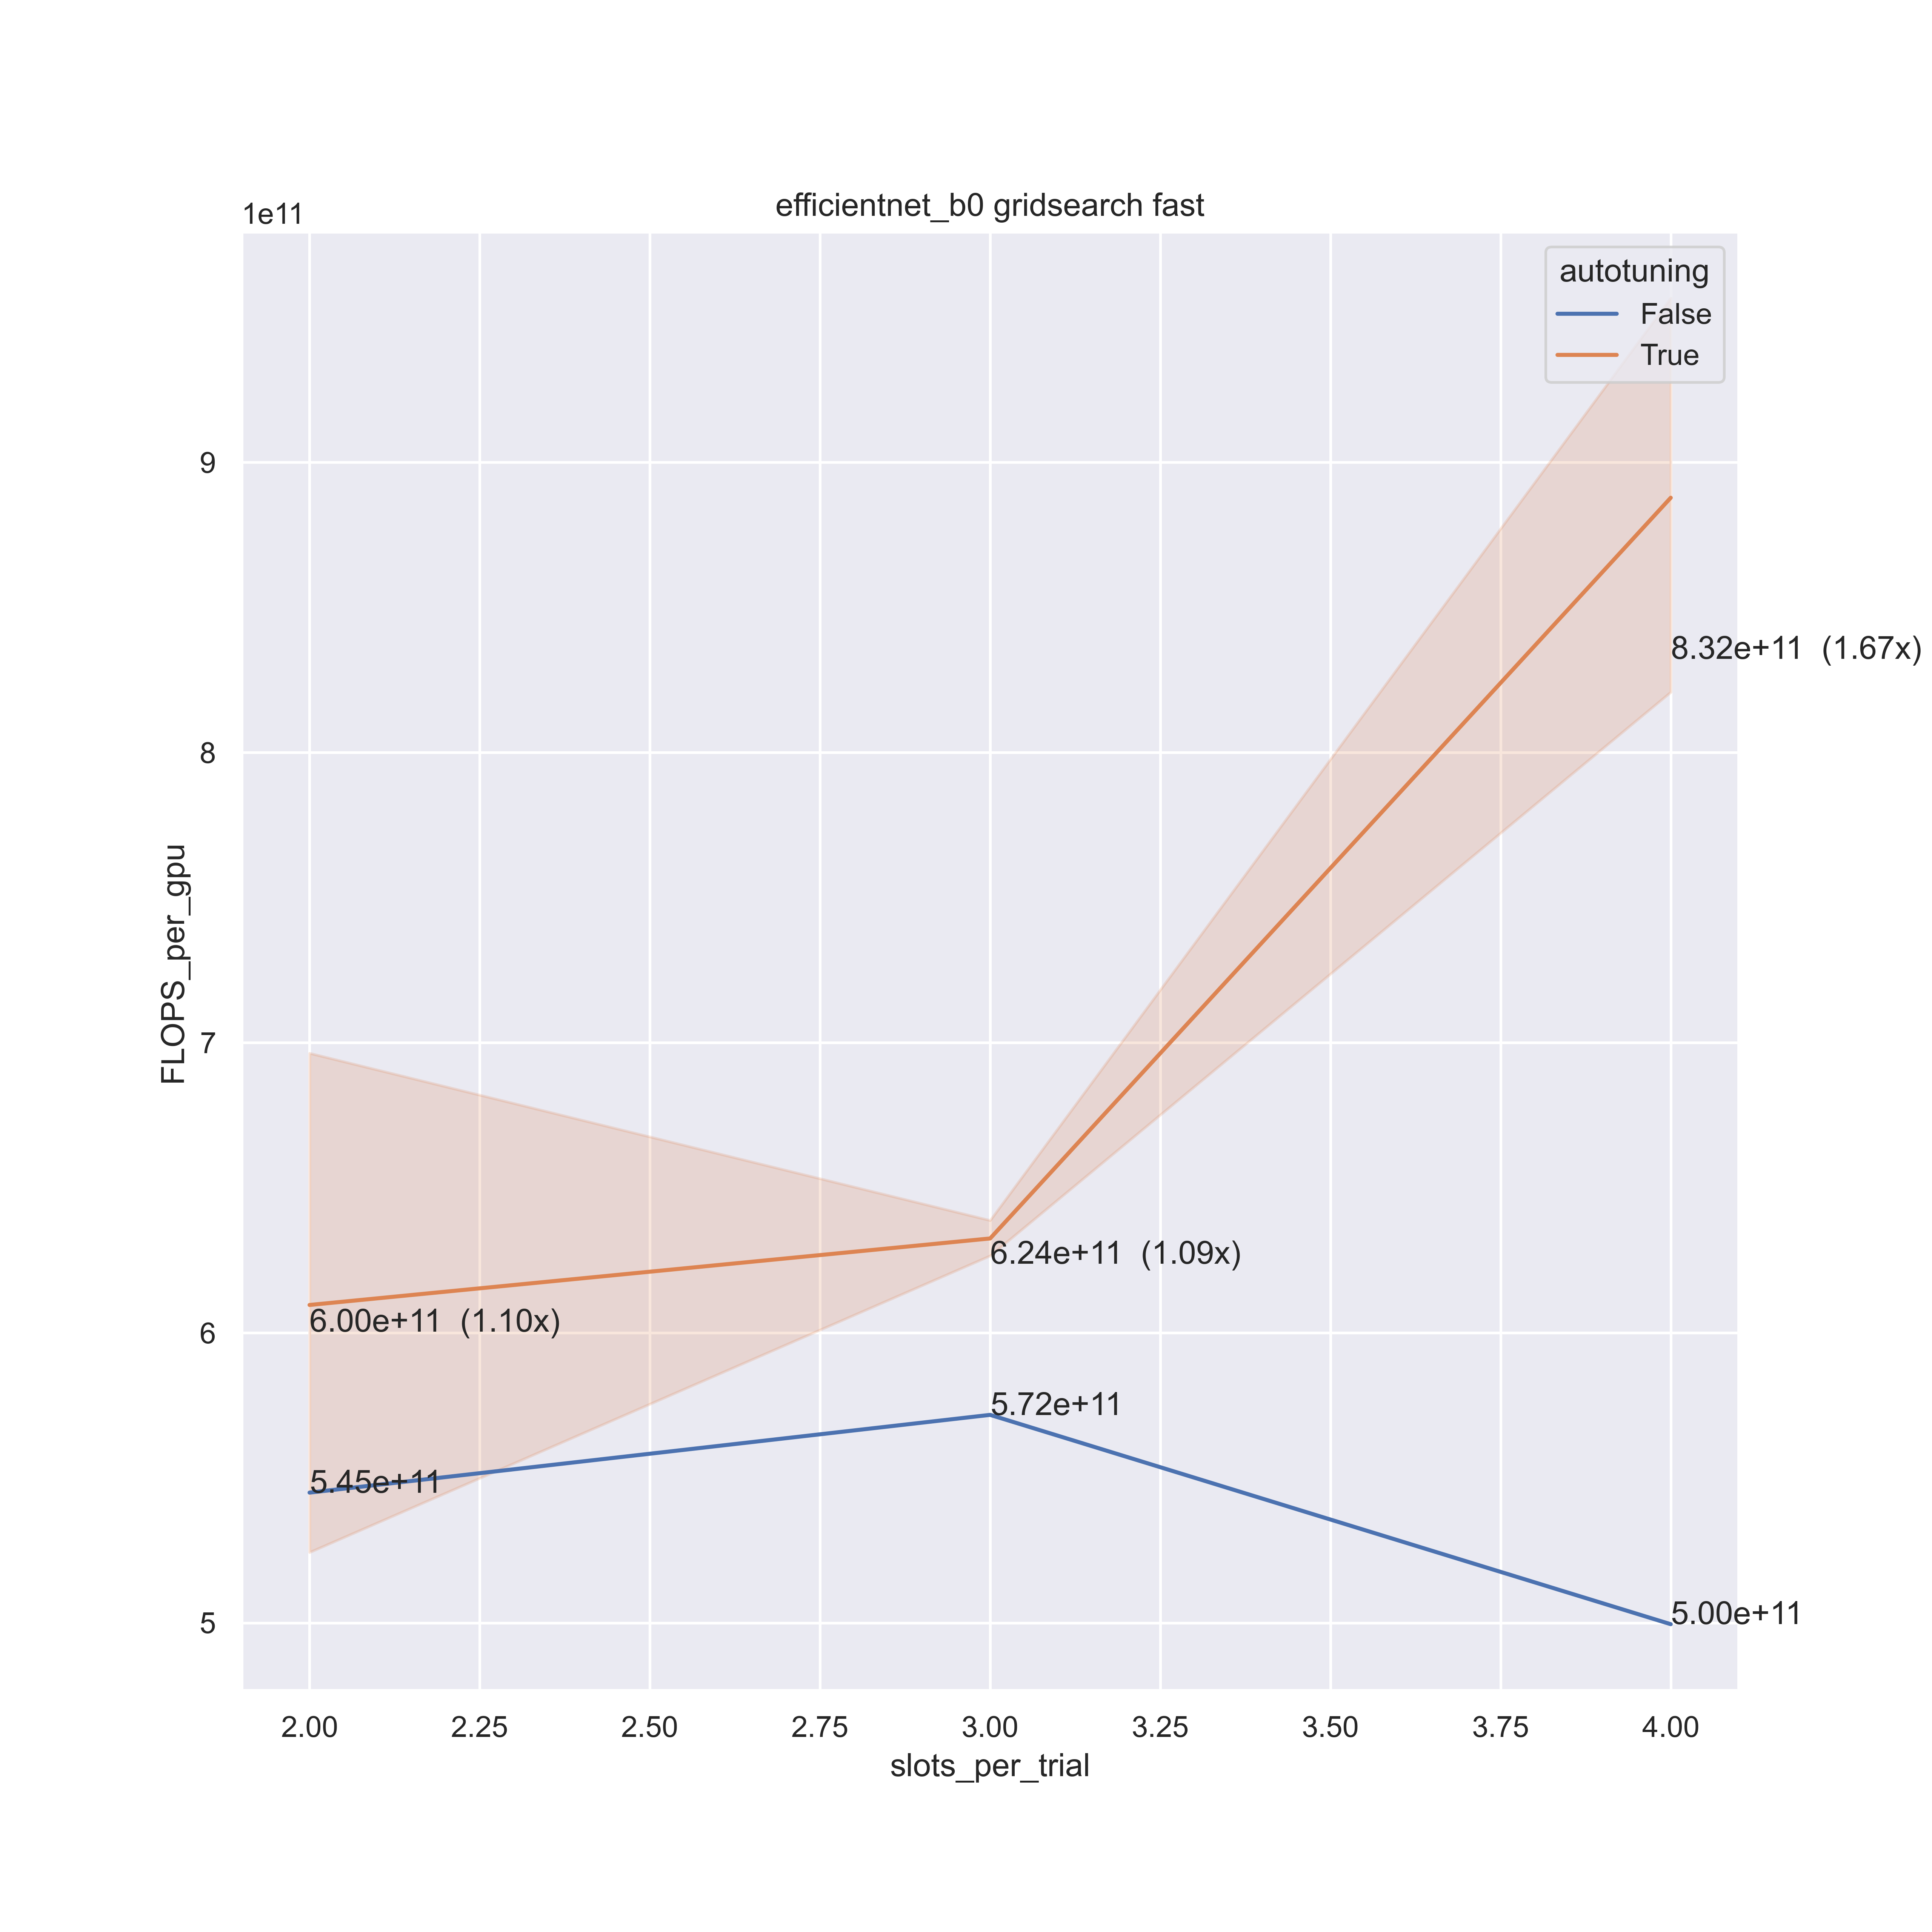 efficientnet_b0 gridsearch fast
1e11
autotuning
False
True
9
8
7
6
5
FLOPS_per_gpu
8.32e+11 (1.67x)
6.24e+11 (1.09x)
6.00e+11 (1.10x)
5.72e+11
5.45e+11
5.00e+11
2.00 2.25 2.50 2.75 3.00 3.25 3.50 3.75 4.00
slots_per_trial